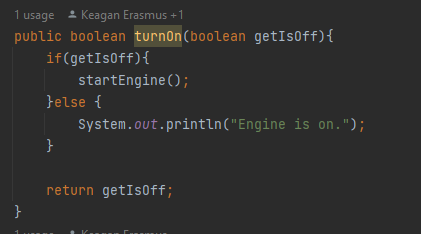 1 usage Keagan Erasmus +1
public boolean turnOn(boolean getIsOff){
if(getIsOff){
startEngine();
}else {
System.out.println("Engine is on.");
}
return getIsOff;
}
1 usage Keagan Erasmus